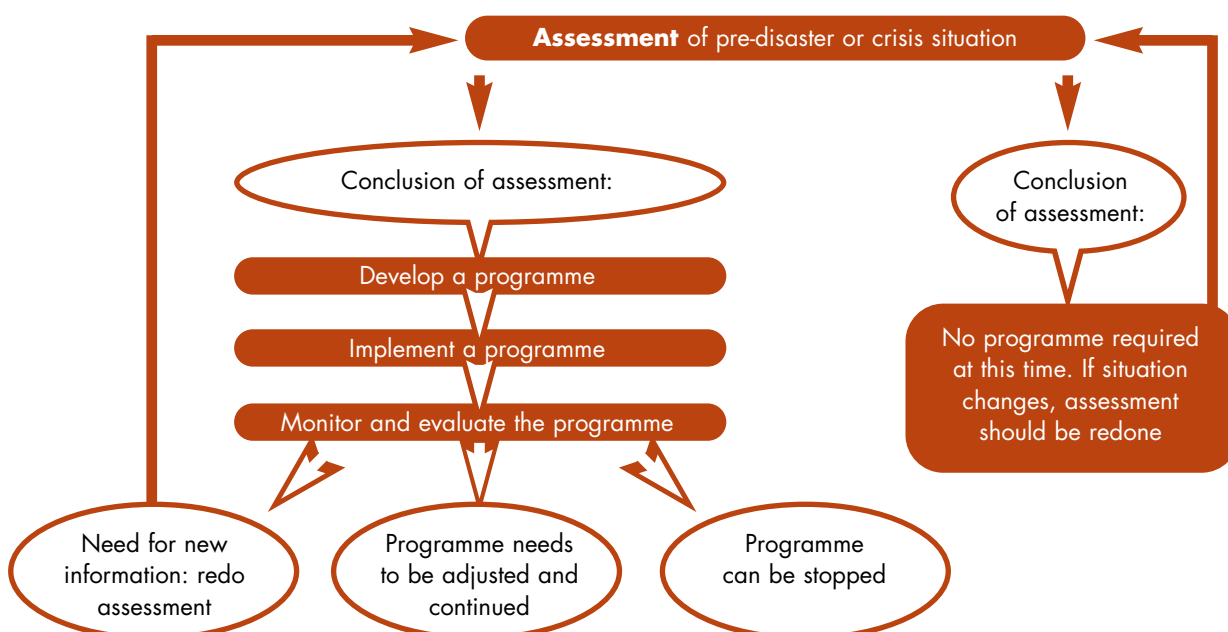 Assessment of pre-disaster or crisis situation
Conclusion of assessment:
Develop a programme
Implement a programme
Monitor and evaluate the programme
Need for new
information: redo
assessment
Programme needs
to be adjusted and
continued
Programme
can be stopped
Conclusion
of assessment:
No programme required
at this time. If situation
changes, assessment
should be redone